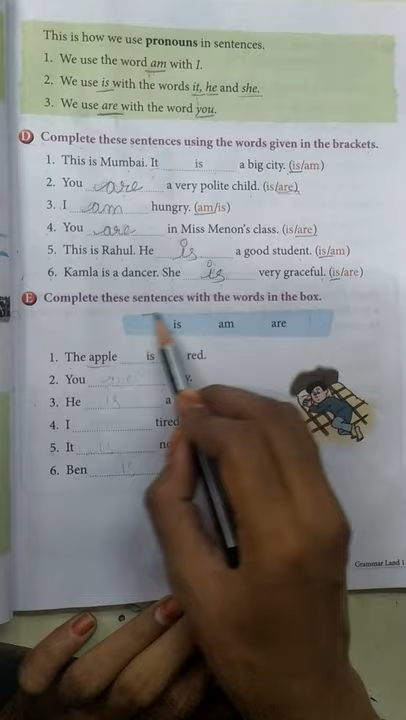 This is how we use pronouns in sentences.
1. We use the word am with I.
2. We use is with the words it, he and she.
3. We use are with the word you.
D Complete these sentences using the words given in the brackets.
1. This is Mumbai. It is a big city. (is/am)
2. You are a very polite child. (is/are)
3. I am hungry. (am/is)
4. You are in Miss Menon's class. (is/are)
5. This is Rahul. He is a good student. (is/am)
6. Kamla is a dancer. She is very graceful. (is/are)
E Complete these sentences with the words in the box.
is am are
1. The apple is red.
2. You are
3. He is a
4. I tired
5. It is
6. Ben is
Grammar Land 1